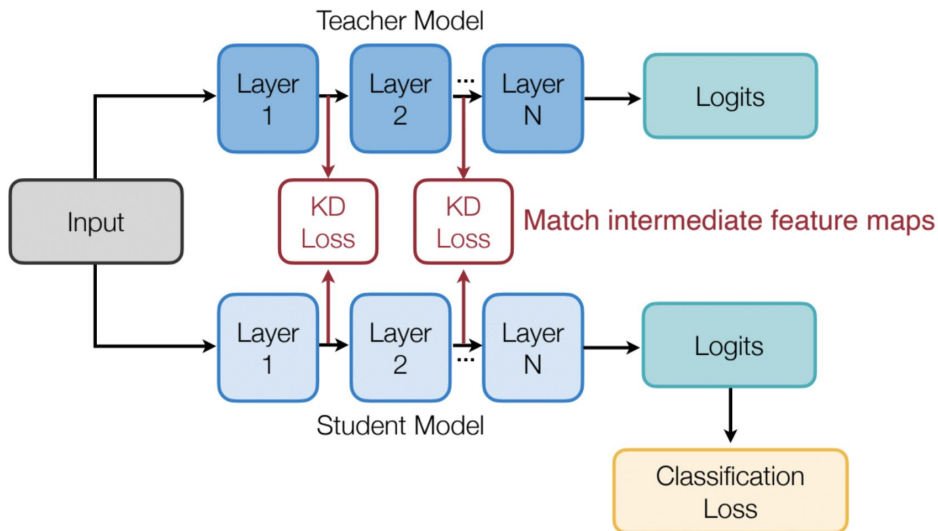 Teacher Model
Layer
1
Layer
2
...
Layer
N
Logits
Input
KD
Loss
KD
Loss
Match intermediate feature maps
Layer
1
Layer
2
...
Layer
N
Logits
Student Model
Classification
Loss